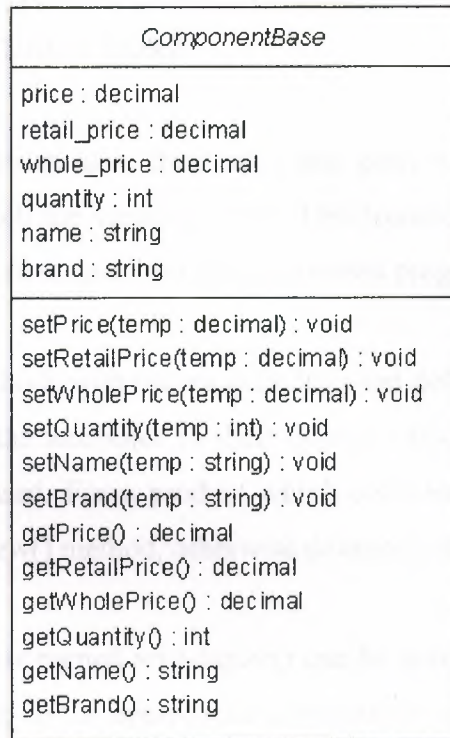 ComponentBase
price : decimal
retail_price : decimal
whole_price : decimal
quantity : int
name : string
brand : string
setPrice(temp : decimal) : void
setRetailPrice(temp : decimal) : void
setWholePrice(temp : decimal) : void
setQuantity(temp : int) : void
setName(temp : string) : void
setBrand(temp : string) : void
getPrice() : decimal
getRetailPrice() : decimal
getWholePrice() : decimal
getQuantity() : int
getName() : string
getBrand() : string